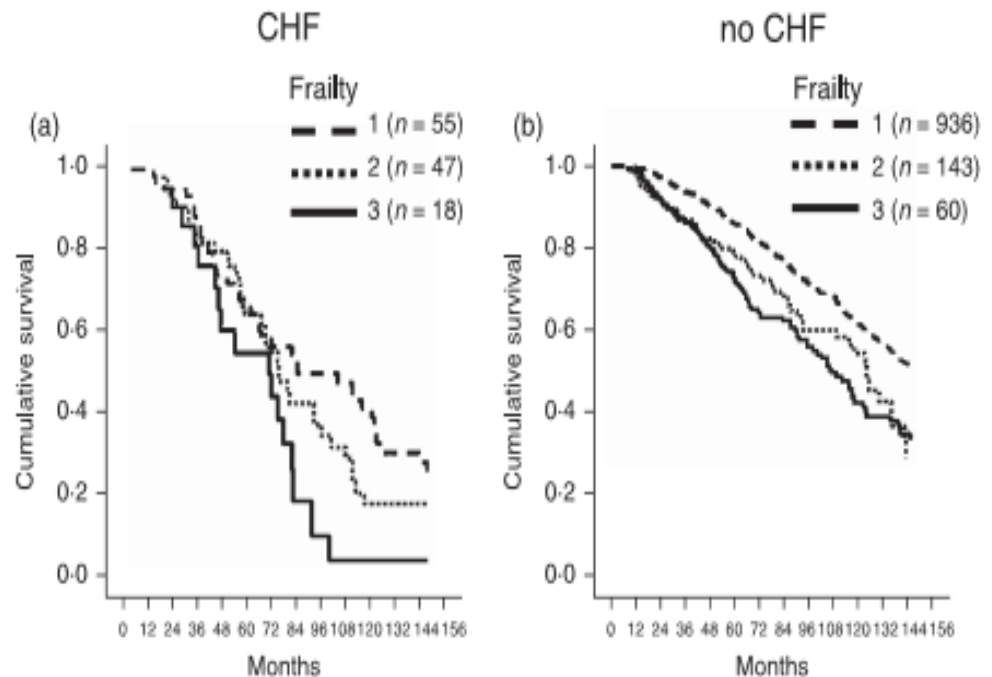 CHF
no CHF
Frailty
(a)
1 (n = 55)
2 (n = 47)
3 (n = 18)
Frailty
(b)
1 (n = 936)
2 (n = 143)
3 (n = 60)
Cumulative survival
1·0
0·8
0·6
0·4
0·2
0·0
0 12 24 36 48 60 72 84 96 108 120 132 144 156
Months
Cumulative survival
1·0
0·8
0·6
0·4
0·2
0·0
0 12 24 36 48 60 72 84 96 108 120 132 144 156
Months